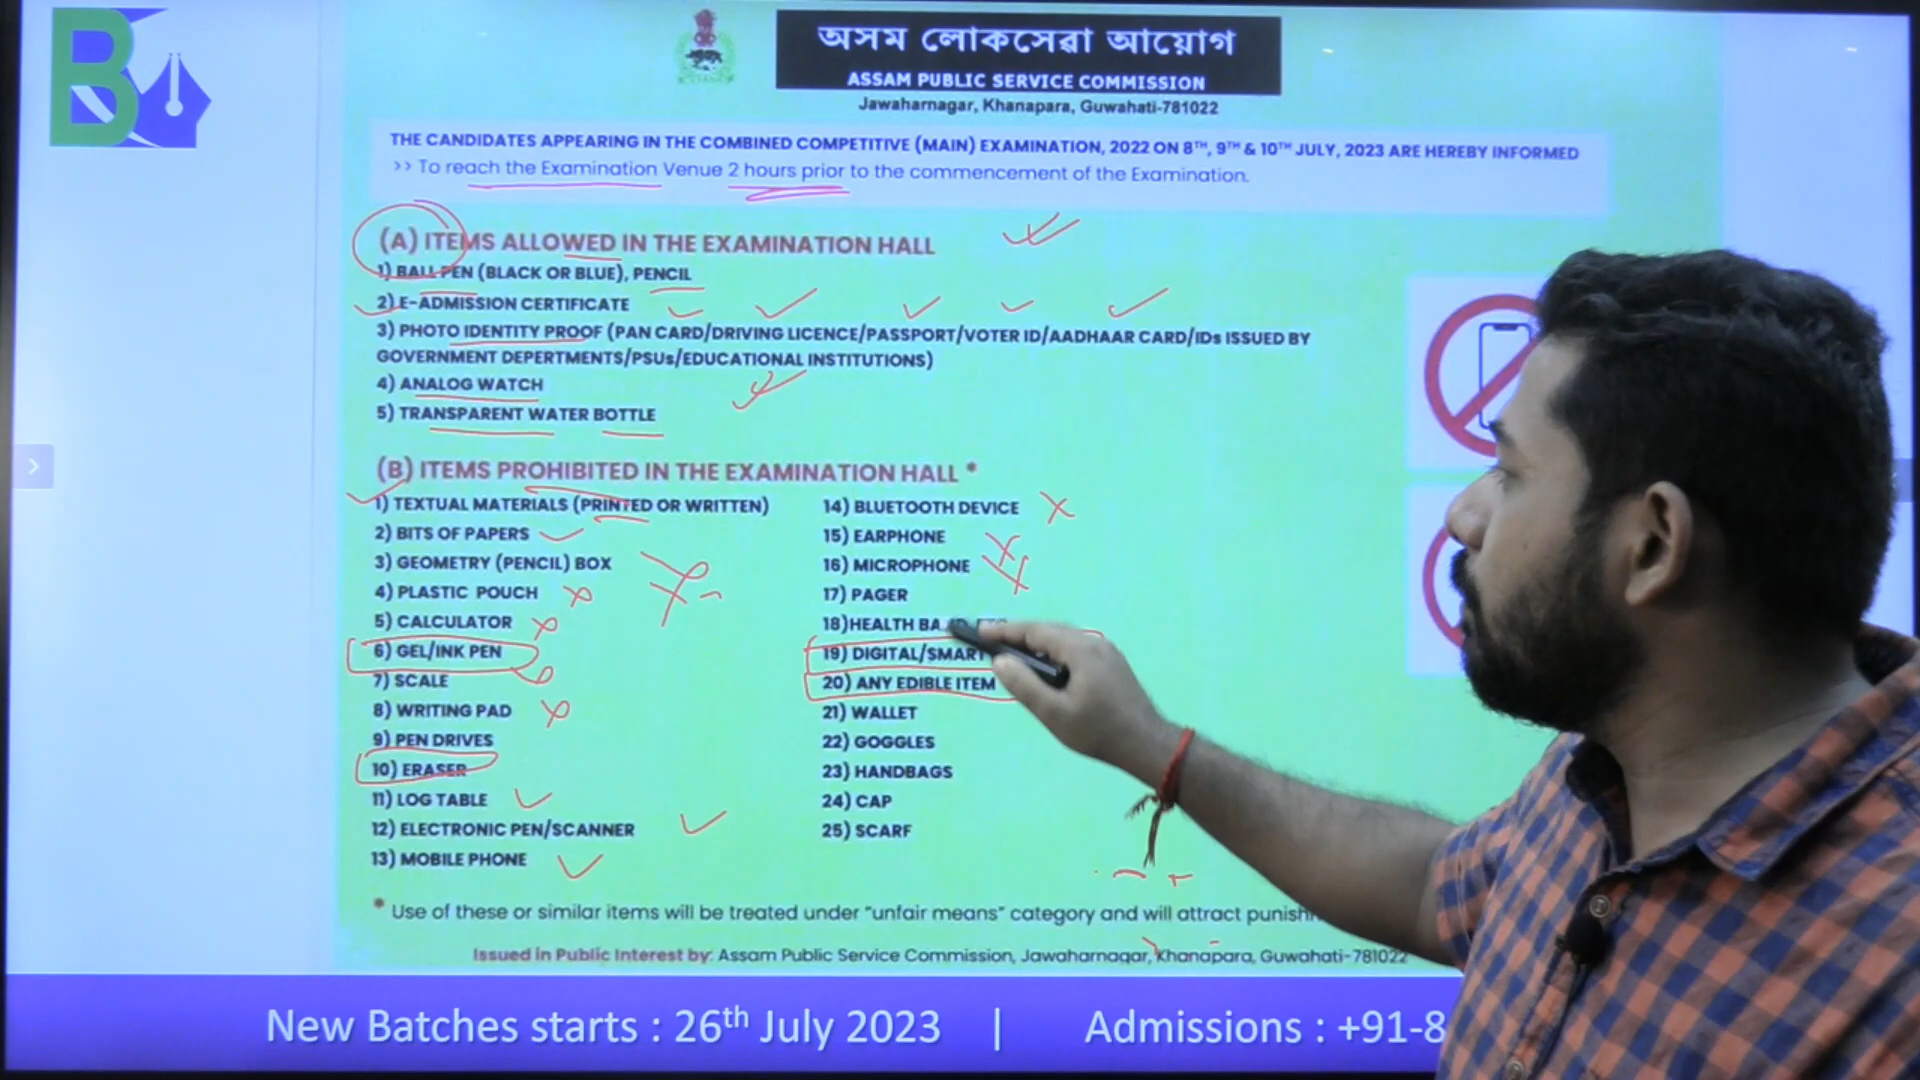 B
অসম লোকসেৱা আয়োগ
ASSAM PUBLIC SERVICE COMMISSION
Jawaharnagar, Khanapara, Guwahati-781022
THE CANDIDATES APPEARING IN THE COMBINED COMPETITIVE (MAIN) EXAMINATION, 2022 ON 8TH, 9TH & 10TH JULY, 2023 ARE HEREBY INFORMED
>> To reach the Examination Venue 2 hours prior to the commencement of the Examination.
(A) ITEMS ALLOWED IN THE EXAMINATION HALL
1) BALL PEN (BLACK OR BLUE), PENCIL
2) E-ADMISSION CERTIFICATE
3) PHOTO IDENTITY PROOF (PAN CARD/DRIVING LICENCE/PASSPORT/VOTER ID/AADHAAR CARD/IDs ISSUED BY
GOVERNMENT DEPERTMENTS/PSUs/EDUCATIONAL INSTITUTIONS)
4) ANALOG WATCH
5) TRANSPARENT WATER BOTTLE
(B) ITEMS PROHIBITED IN THE EXAMINATION HALL *
1) TEXTUAL MATERIALS (PRINTED OR WRITTEN)
2) BITS OF PAPERS
3) GEOMETRY (PENCIL) BOX
4) PLASTIC POUCH
5) CALCULATOR
6) GEL/INK PEN
7) SCALE
8) WRITING PAD
9) PEN DRIVES
10) ERASER
11) LOG TABLE
12) ELECTRONIC PEN/SCANNER
13) MOBILE PHONE
14) BLUETOOTH DEVICE
15) EARPHONE
16) MICROPHONE
17) PAGER
18)HEALTH
19) DIGITAL/SMART
20) ANY EDIBLE ITEM
21) WALLET
22) GOGGLES
23) HANDBAGS
24) CAP
25) SCARF
* Use of these or similar items will be treated under "unfair means" category and will attract
Issued in Public Interest by: Assam Public Service Commission, Jawaharnagar, Khanapara, Guwahati-781022
New Batches starts : 26th July 2023 | Admissions : +91-8